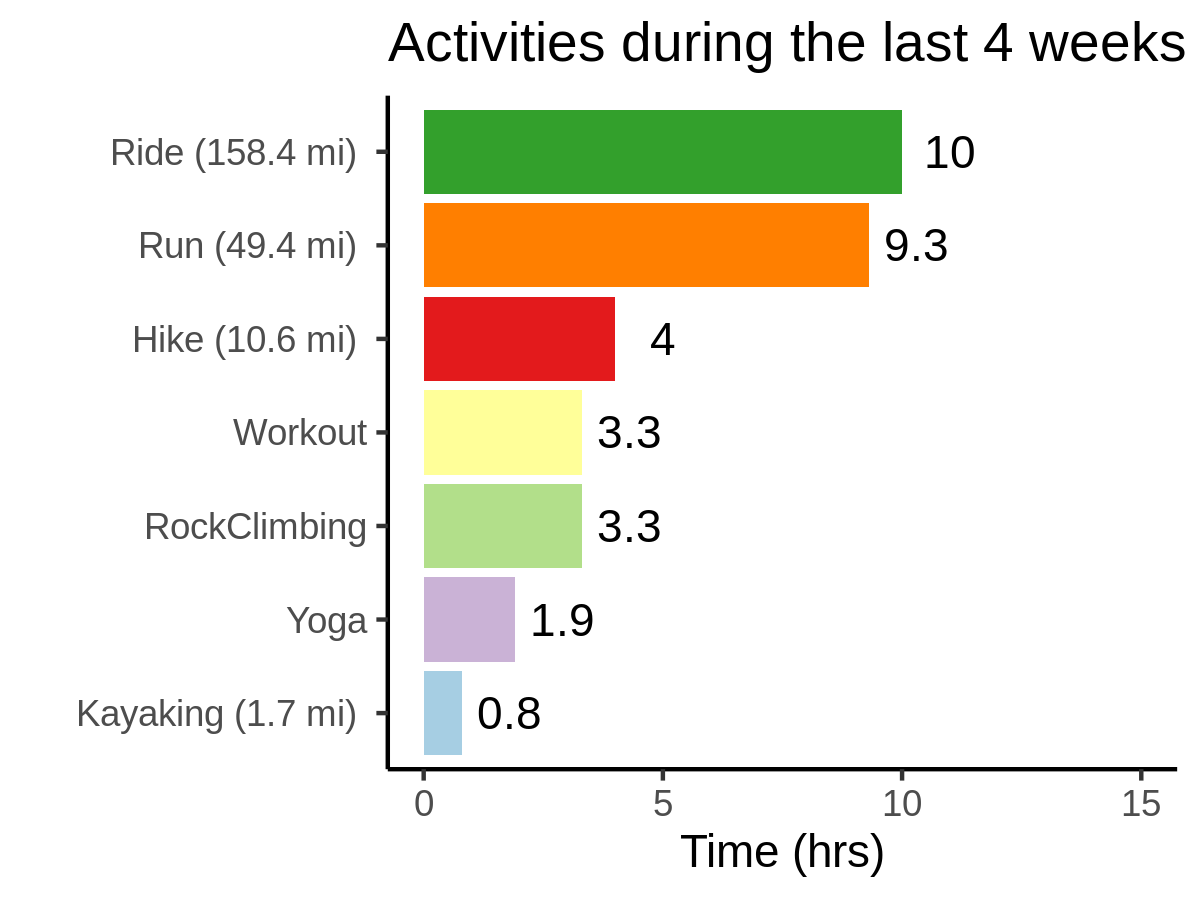 Activities during the last 4 weeks
Ride (158.4 mi) 10
Run (49.4 mi) 9.3
Hike (10.6 mi) 4
Workout 3.3
RockClimbing 3.3
Yoga 1.9
Kayaking (1.7 mi) 0.8
0 5 10 15
Time (hrs)